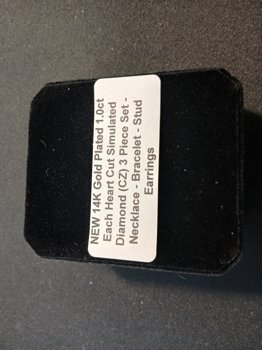 NEW 14K Gold Plated 1.0ct
Each Heart Cut Simulated
Diamond (CZ) 3 Piece Set -
Necklace - Bracelet - Stud
Earrings